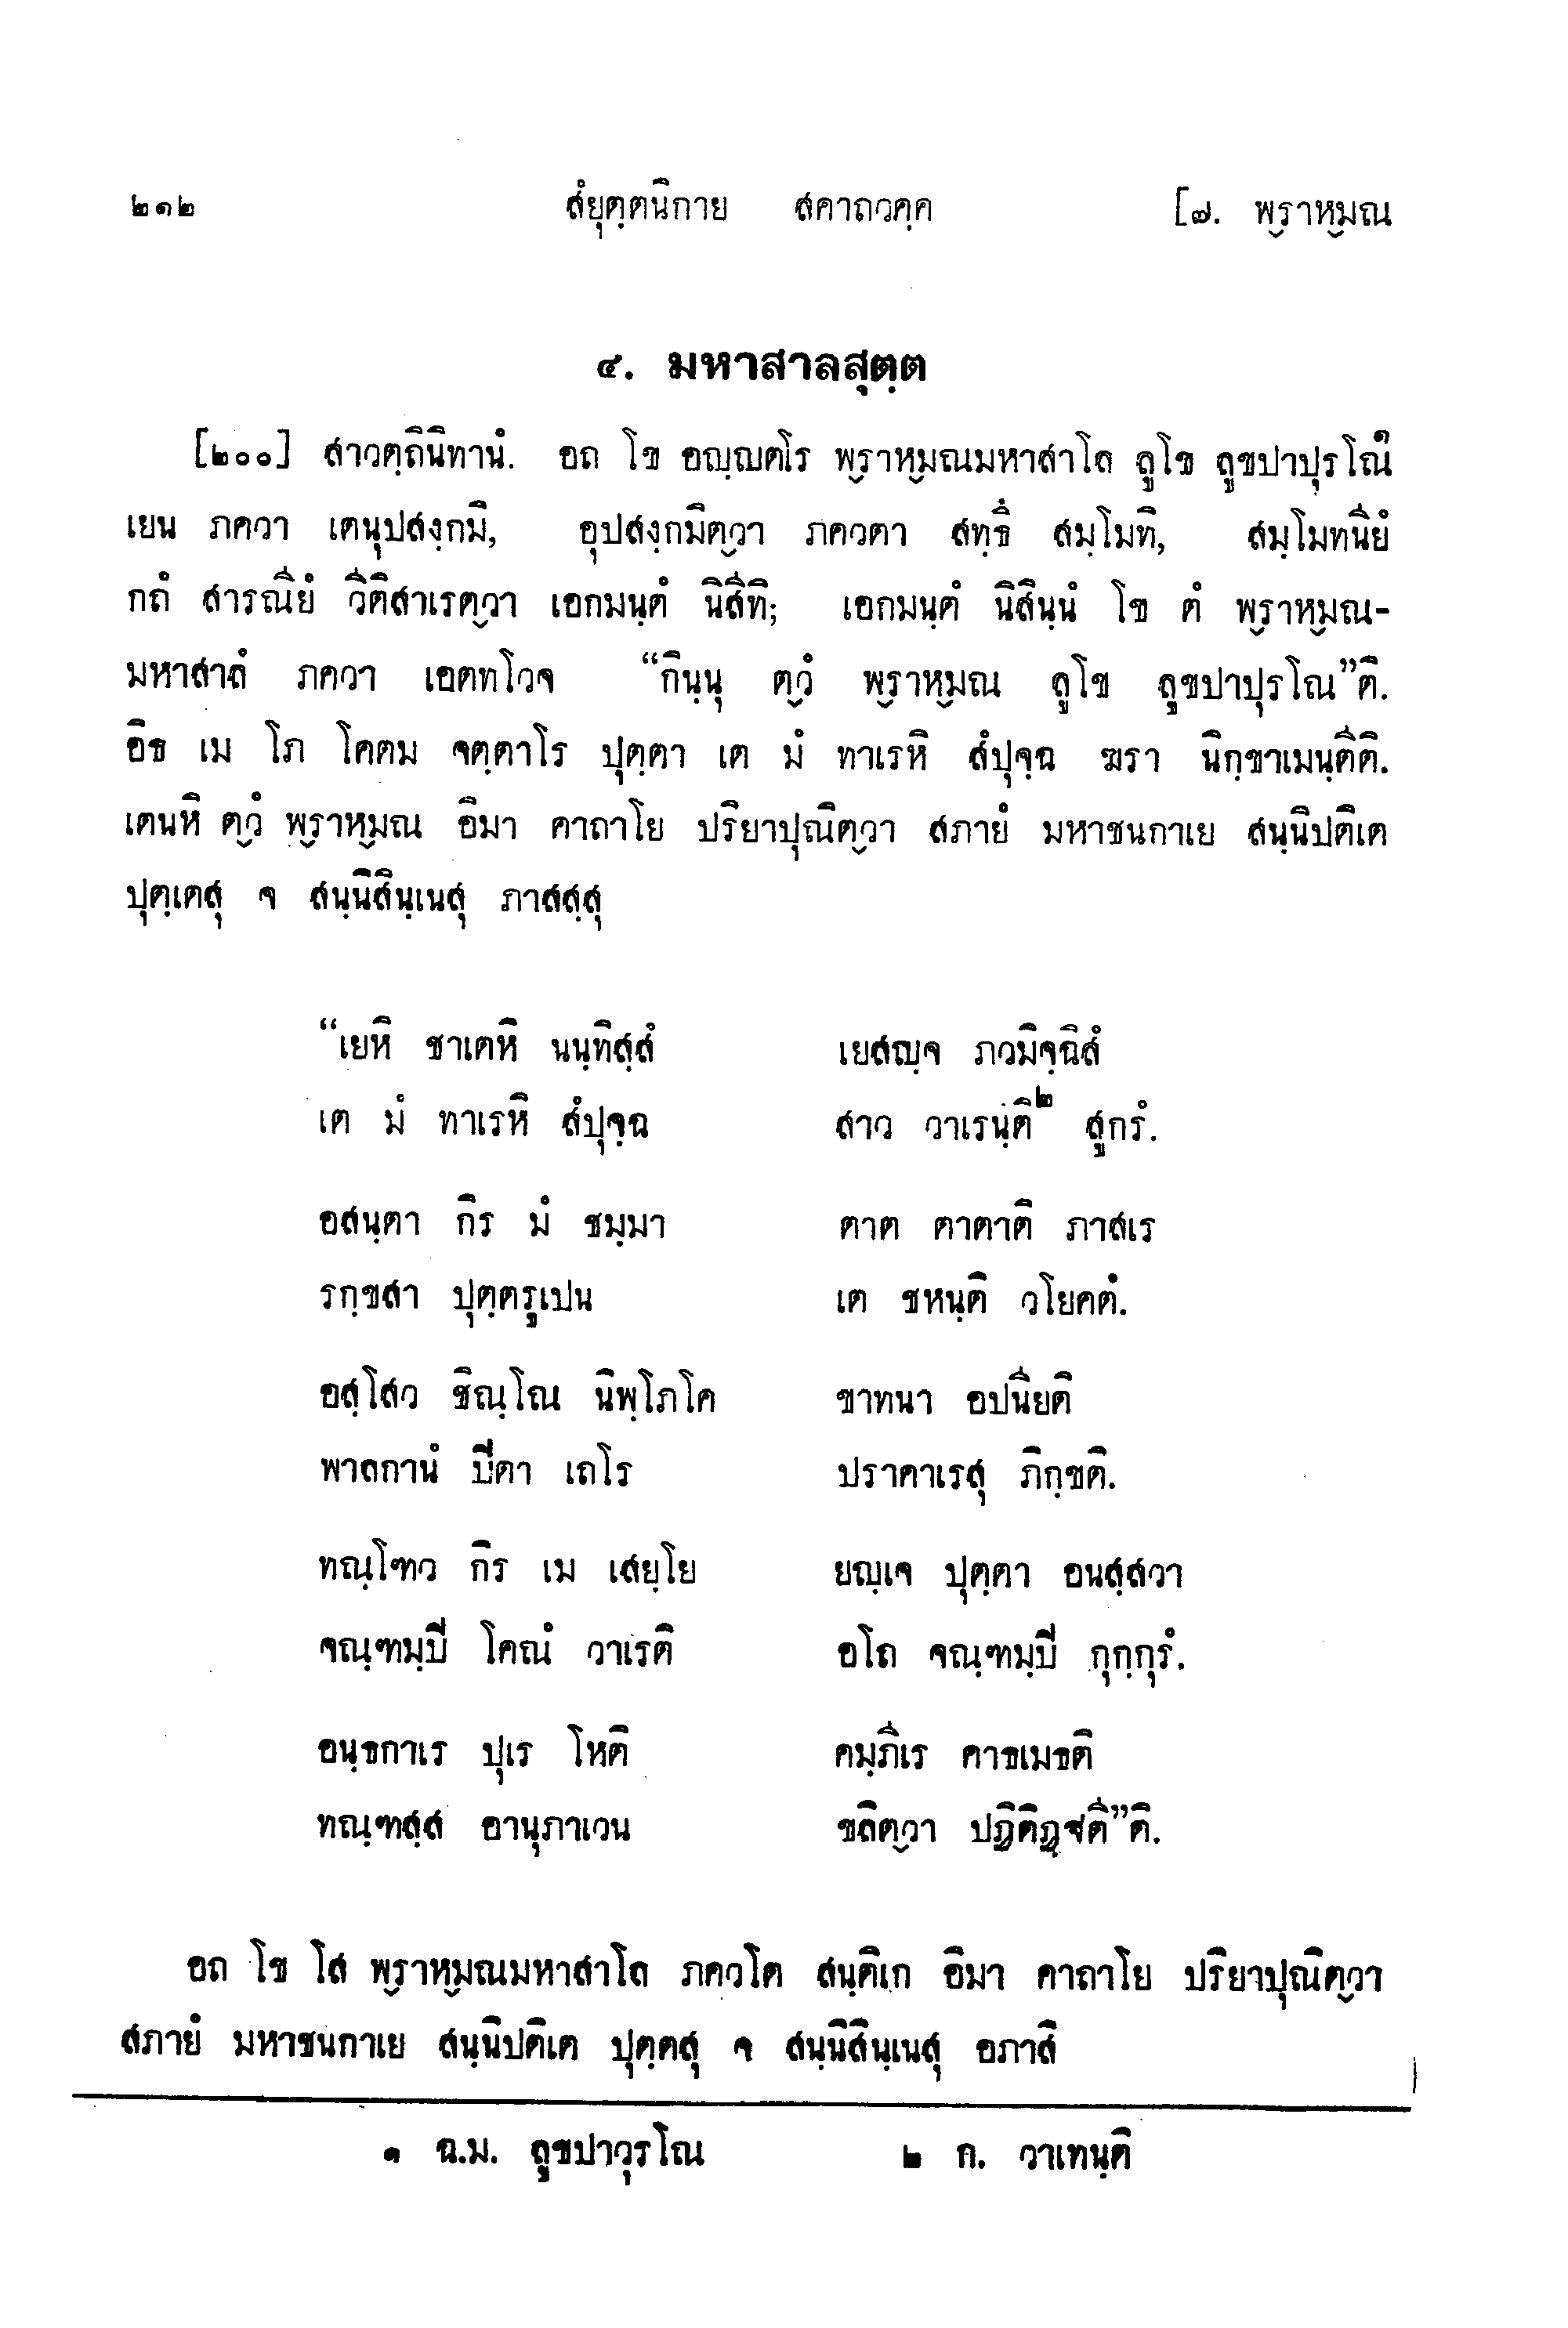 ๒๑๒ สํยุตฺตนิกาย สคาถวคฺค [๗. พฺราหฺมณ
๔. มหาสาลสุตฺต
[๒๐๐] สาวตฺถินิทานํ. อถ โข อญฺญตโร พฺราหฺมณมหาสาโล ลูโข ลูขปาปุรโณ๑
เยน ภควา เตนุปสงฺกมิ, อุปสงฺกมิตฺวา ภควตา สทฺธึ สมฺโมทิ, สมฺโมทนียํ
กถํ สารณียํ วีติสาเรตฺวา เอกมนฺตํ นิสีทิ; เอกมนฺตํ นิสินฺนํ โข ตํ พฺราหฺมณ-
มหาสาลํ ภควา เอตทโวจ “กินฺนุ ตฺวํ พฺราหฺมณ ลูโข ลูขปาปุรโณ”ติ.
อิธ เม โภ โคตม จตฺตาโร ปุตฺตา เต มํ ทาเรหิ สํปุจฺฉ ฆรา นิกฺขาเมนฺตีติ.
เตนหิ ตฺวํ พฺราหฺมณ อิมา คาถาโย ปริยาปุณิตฺวา สภายํ มหาชนกาเย สนฺนิปติเต
ปุตฺเตสุ จ สนฺนิสินฺเนสุ ภาสสฺสุ
“เยหิ ชาเตหิ นนฺทิสฺสํ เยสญฺจ ภวมิจฺฉิสํ
เต มํ ทาเรหิ สํปุจฺฉ สาว วาเรนฺติ๒ สูกรํ.
อสนฺตา กิร มํ ชมฺมา ตาต ตาตาติ ภาสเร
รกฺขสา ปุตฺตรูเปน เต ชหนฺติ วโยคตํ.
อสฺโสว ชิณฺโณ นิพฺโภโค ขาทนา อปนียติ
พาลกานํ ปีตา เถโร ปราคาเรสุ ภิกฺขติ.
ทณฺโฑว กิร เม เสยฺโย ยญฺเจ ปุตฺตา อนสฺสวา
จณฺฑมฺปี โคณํ วาเรติ อโถ จณฺฑมฺปี กุกฺกุรํ.
อนฺธกาเร ปุเร โหติ คมฺภีเร คาธเมธติ
ทณฺฑสฺส อานุภาเวน ขลิตฺวา ปฏิติฏฺฐตี”ติ.
อถ โข โส พฺราหฺมณมหาสาโล ภควโต สนฺติเก อิมา คาถาโย ปริยาปุณิตฺวา
สภายํ มหาชนกาเย สนฺนิปติเต ปุตฺตสุ จ สนฺนิสินฺเนสุ อภาสิ
๑ ฉ.ม. ลูขปาวุรโณ ๒ ก. วาเทนฺติ